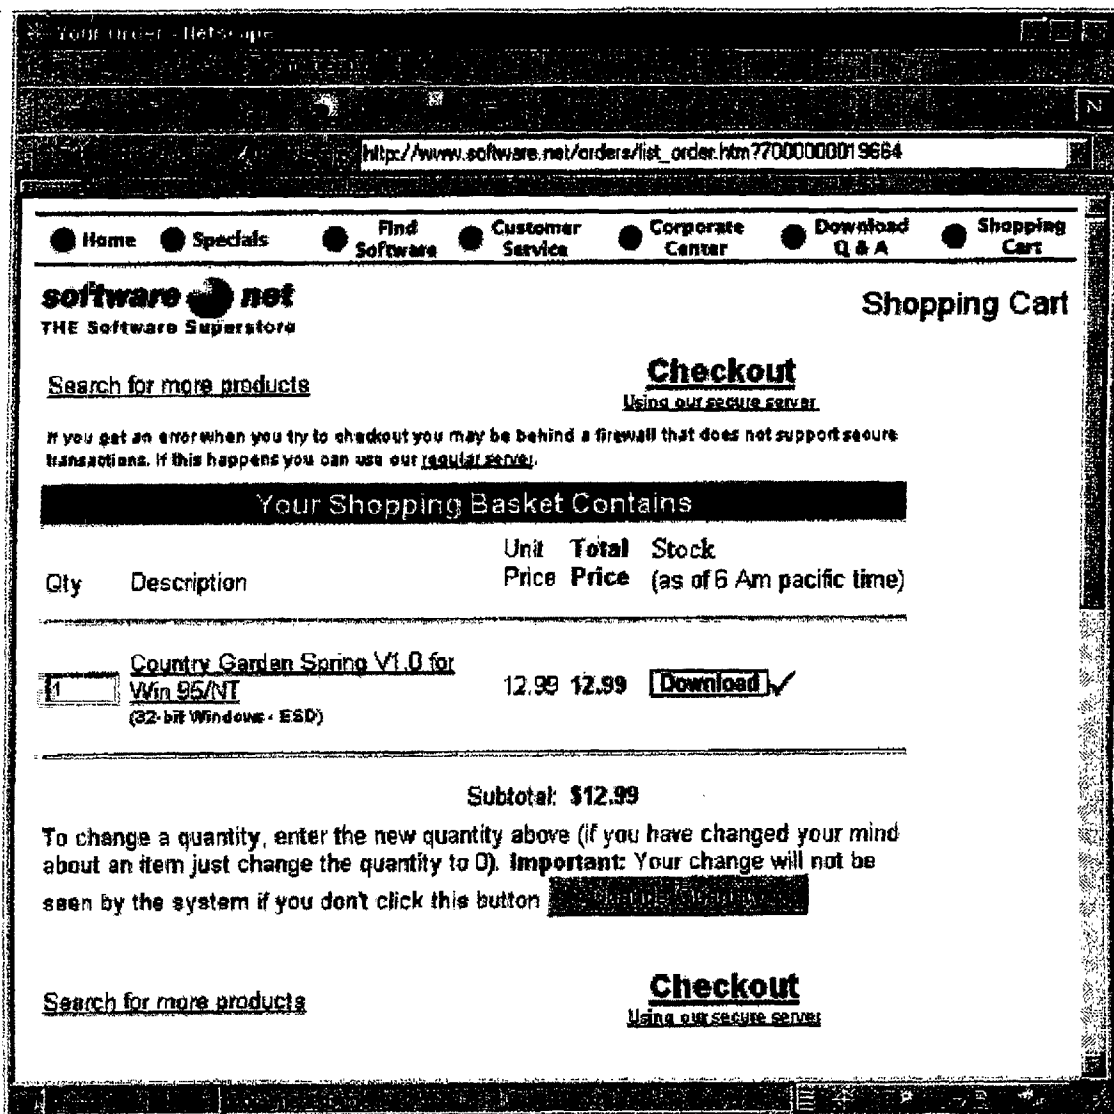 Your Order - Netscape
http://www.software.net/orders/list_order.htm?7000000019664
Home Specials Find Software Customer Service Corporate Center Download Q & A Shopping Cart
software net
THE Software Superstore
Shopping Cart
Search for more products
Checkout
Using our secure server
If you get an error when you try to checkout you may be behind a firewall that does not support secure
transactions. If this happens you can use our regular server.
Your Shopping Basket Contains
Qty Description Unit Price Total Price Stock (as of 6 Am pacific time)
1 Country Garden Spring V1.0 for
Win 95/NT
(32-bit Windows - ESD)
12.99 12.99 Download
Subtotal: $12.99
To change a quantity, enter the new quantity above (if you have changed your mind
about an item just change the quantity to 0). Important: Your change will not be
seen by the system if you don't click this button
Search for more products
Checkout
Using our secure server